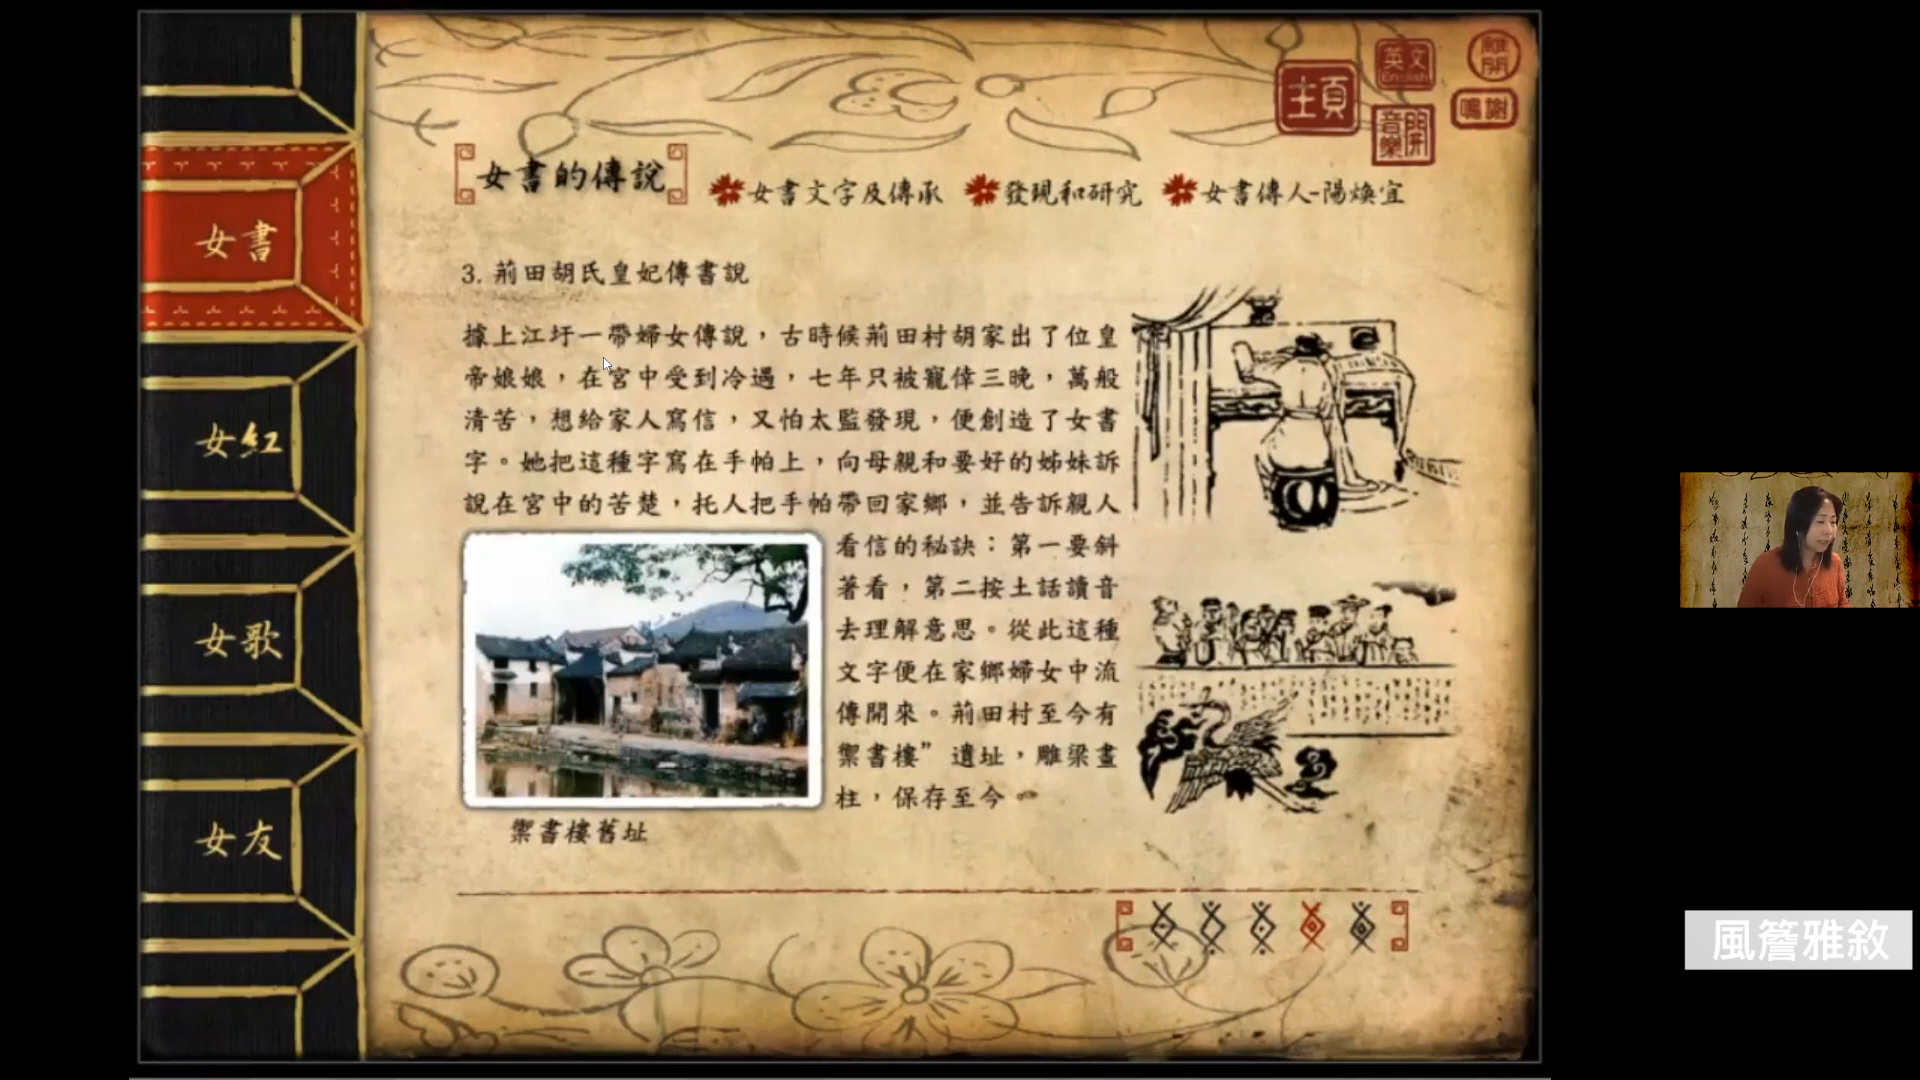 主頁
英文
English
音樂
開
離開
鳴謝
女書的傳說
女書文字及傳承
發現和研究
女書傳人-陽煥宜
女書
女紅
女歌
女友
3. 荊田胡氏皇妃傳書說
據上江圩一帶婦女傳說，古時候荊田村胡家出了位皇
帝娘娘，在宮中受到冷遇，七年只被寵倖三晚，萬般
清苦，想給家人寫信，又怕太監發現，便創造了女書
字。她把這種字寫在手帕上，向母親和要好的姊妹訴
說在宮中的苦楚，托人把手帕帶回家鄉，並告訴親人
看信的秘訣：第一要斜
著看，第二按土話讀音
去理解意思。從此這種
文字便在家鄉婦女中流
傳開來。荊田村至今有
禦書樓”遺址，雕梁畫
柱，保存至今。
禦書樓舊址
風簷雅敘